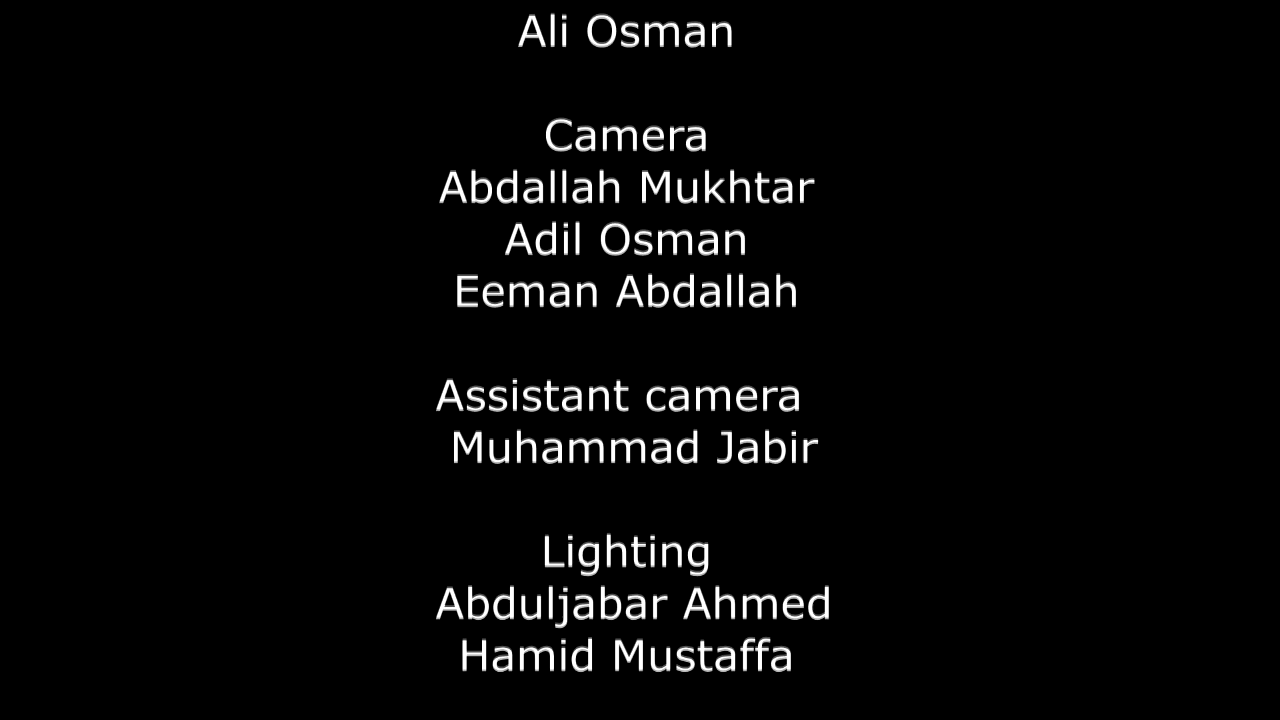 Ali Osman
Camera
Abdallah Mukhtar
Adil Osman
Eeman Abdallah
Assistant camera
Muhammad Jabir
Lighting
Abduljabar Ahmed
Hamid Mustaffa